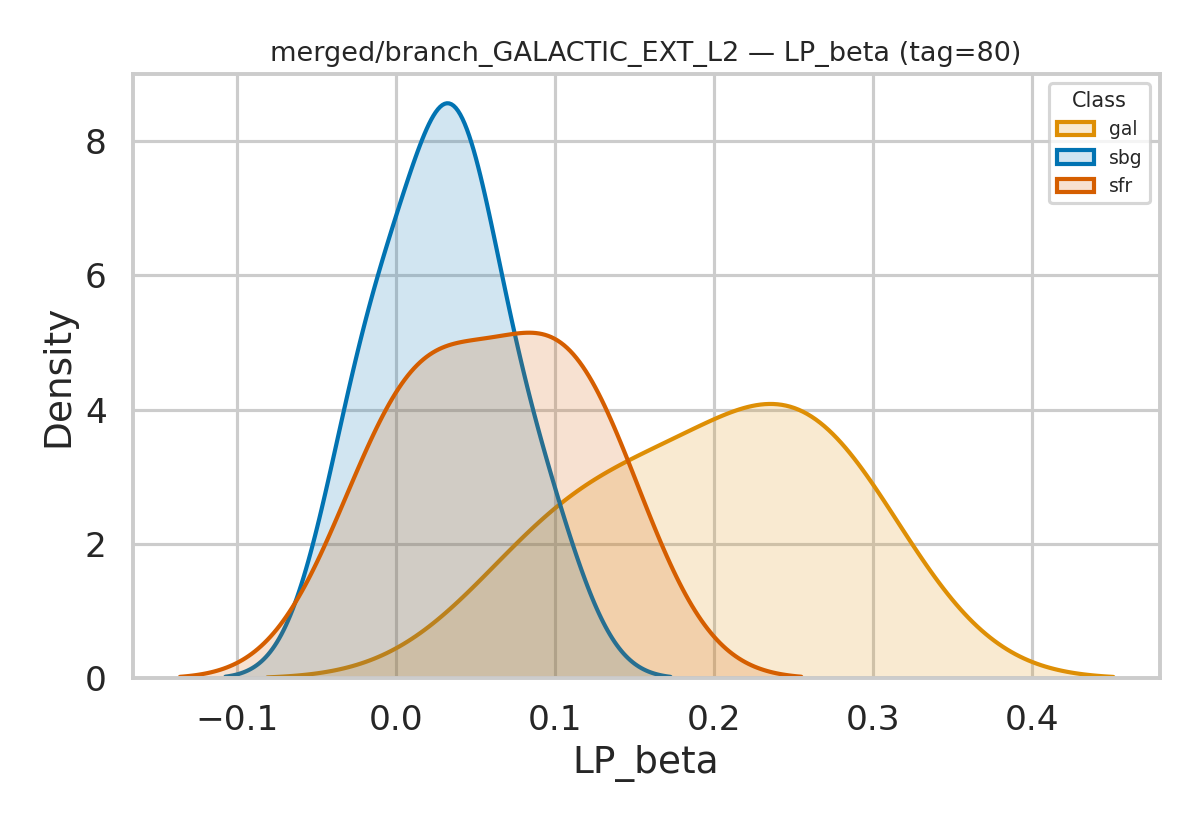 merged/branch_GALACTIC_EXT_L2 — LP_beta (tag=80)
Class
gal
sbg
sfr
8
6
4
2
0
Density
−0.1 0.0 0.1 0.2 0.3 0.4
LP_beta